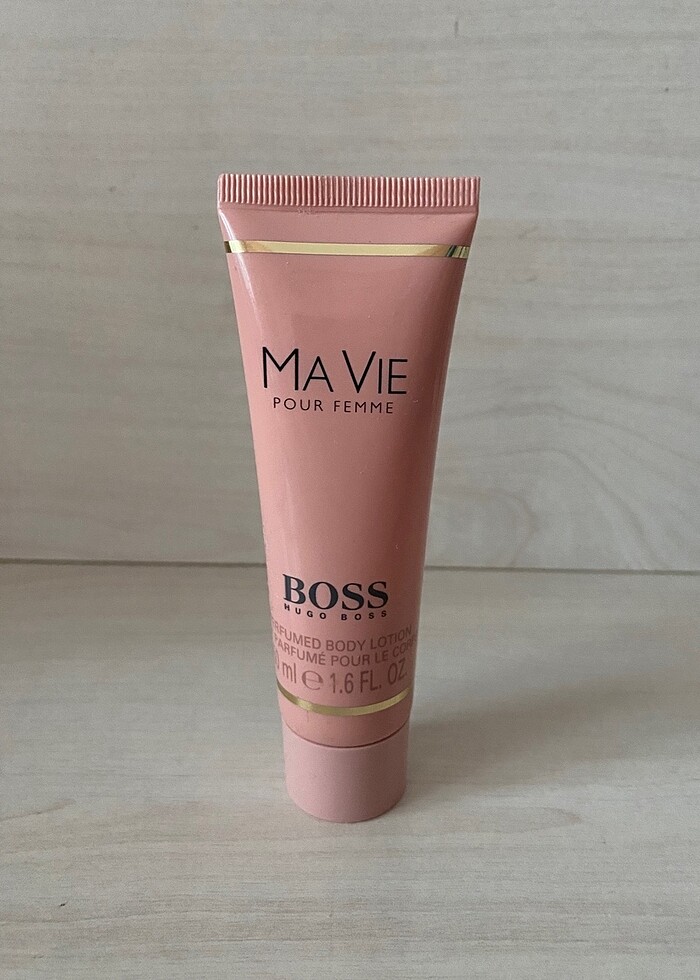 MA VIE
POUR FEMME
BOSS
HUGO BOSS
BODY LOTION
POUR LE
ml e 1.6 FL. OZ.